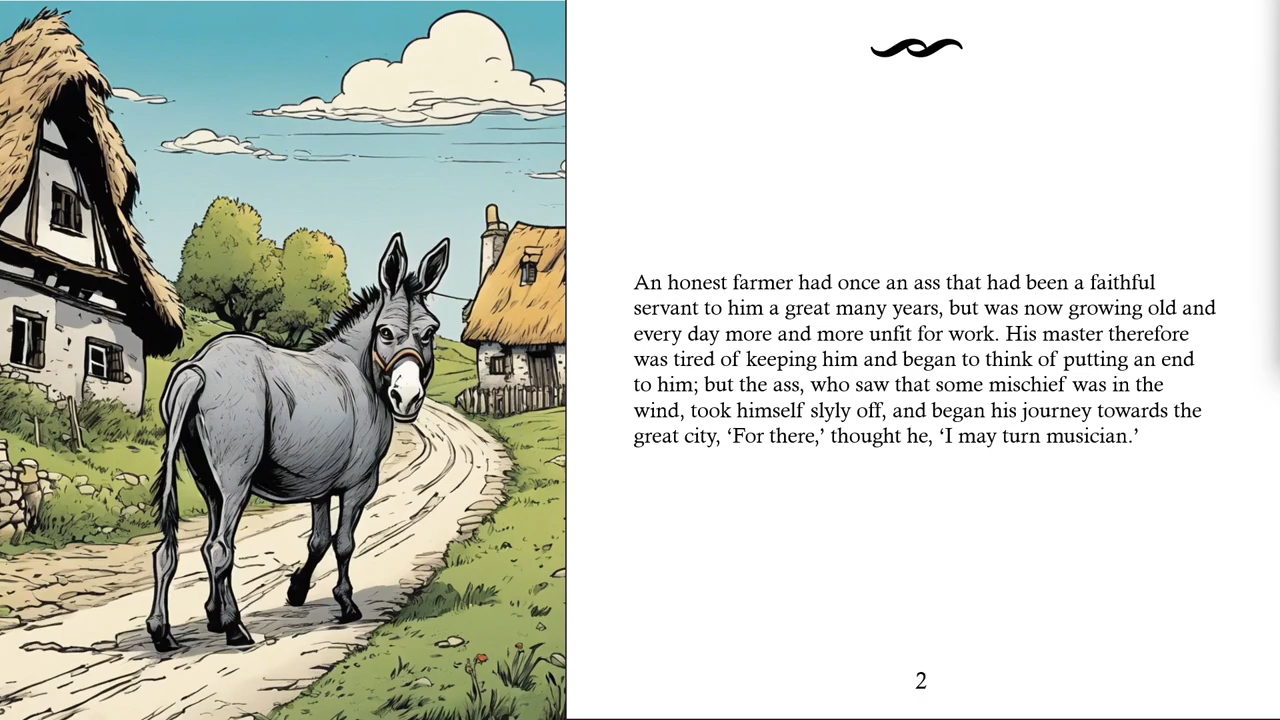 An honest farmer had once an ass that had been a faithful
servant to him a great many years, but was now growing old and
every day more and more unfit for work. His master therefore
was tired of keeping him and began to think of putting an end
to him; but the ass, who saw that some mischief was in the
wind, took himself slyly off, and began his journey towards the
great city, ‘For there,’ thought he, ‘I may turn musician.’
2